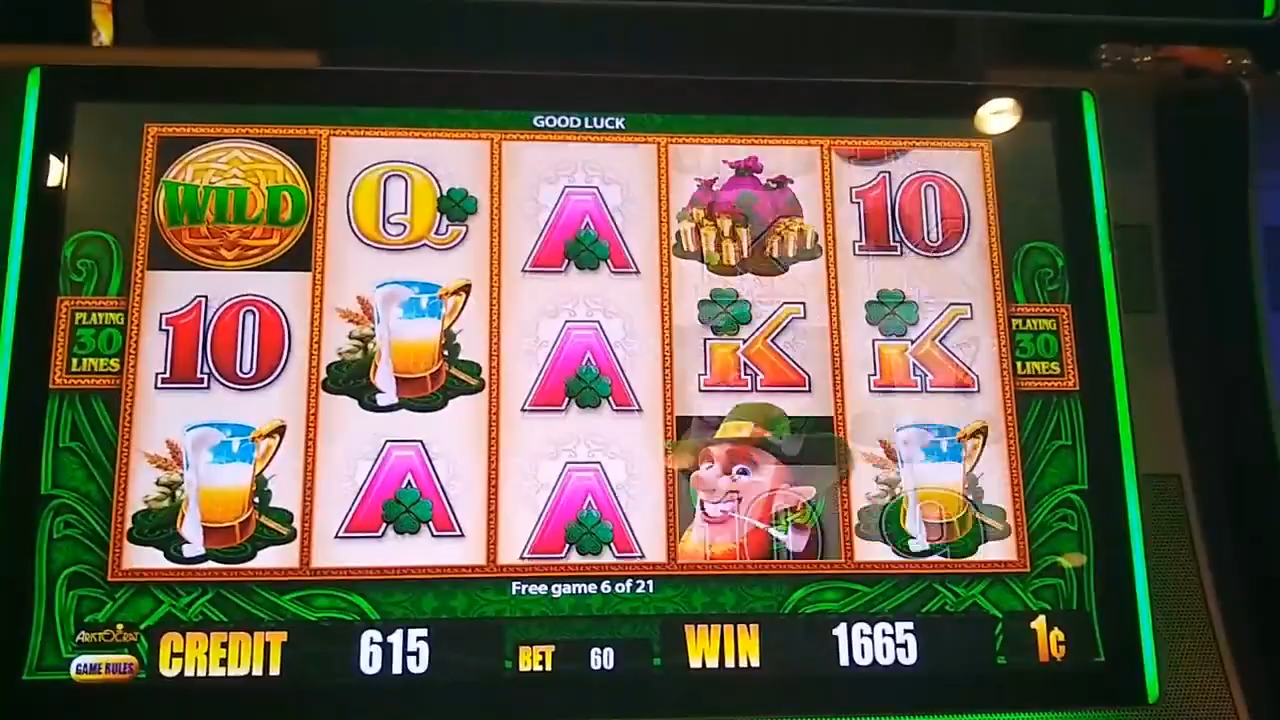 GOOD LUCK
WILD
Q
A
10
10
A
K
K
PLAYING
30
LINES
PLAYING
30
LINES
A
A
Free game 6 of 21
ARISTOCRAT
GAME RULES
CREDIT
615
BET
60
WIN
1665
1¢